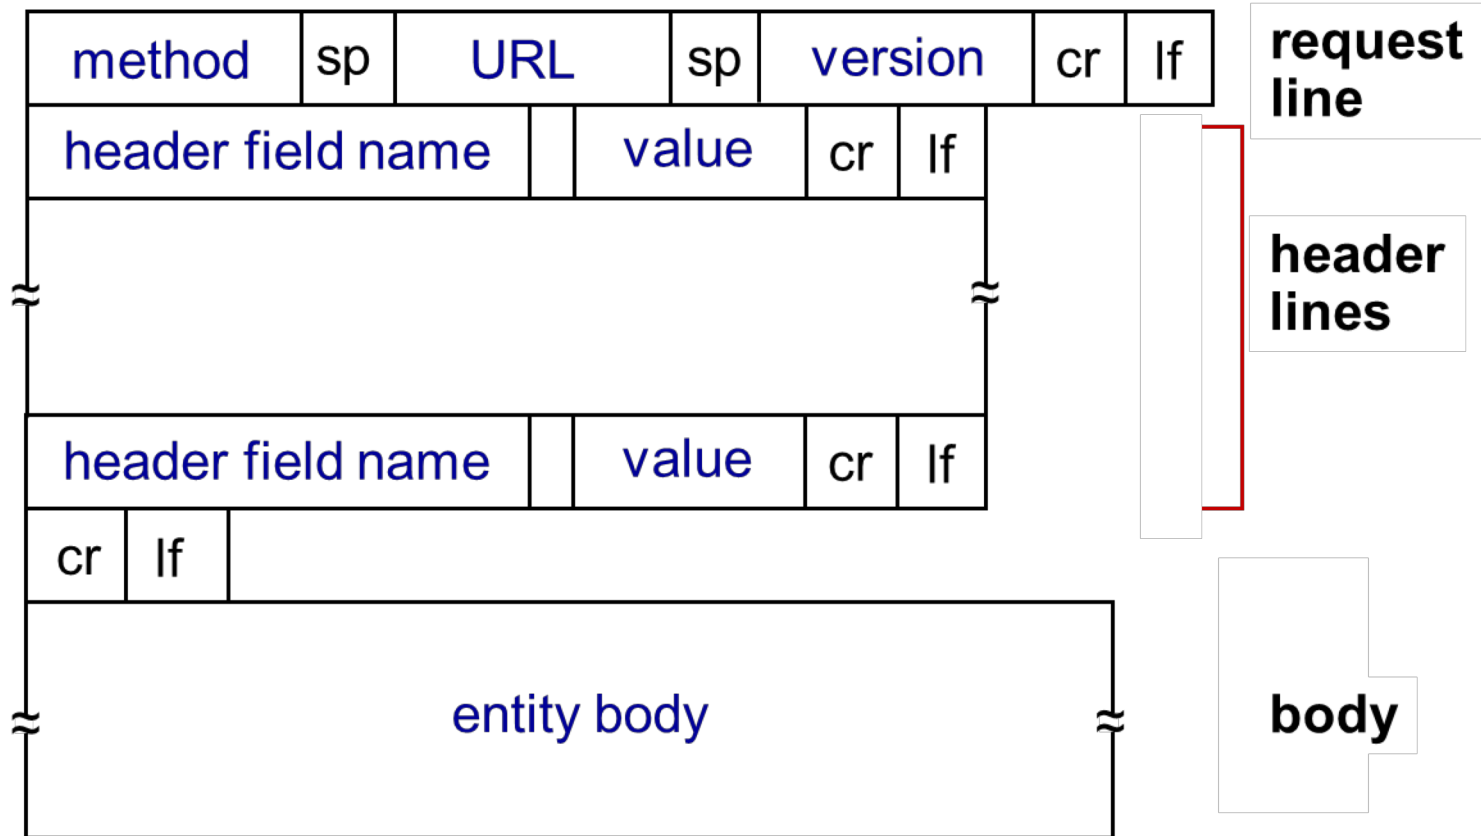 method sp URL sp version cr lf
request
line
header field name value cr lf
header
lines
header field name value cr lf
cr lf
entity body
body